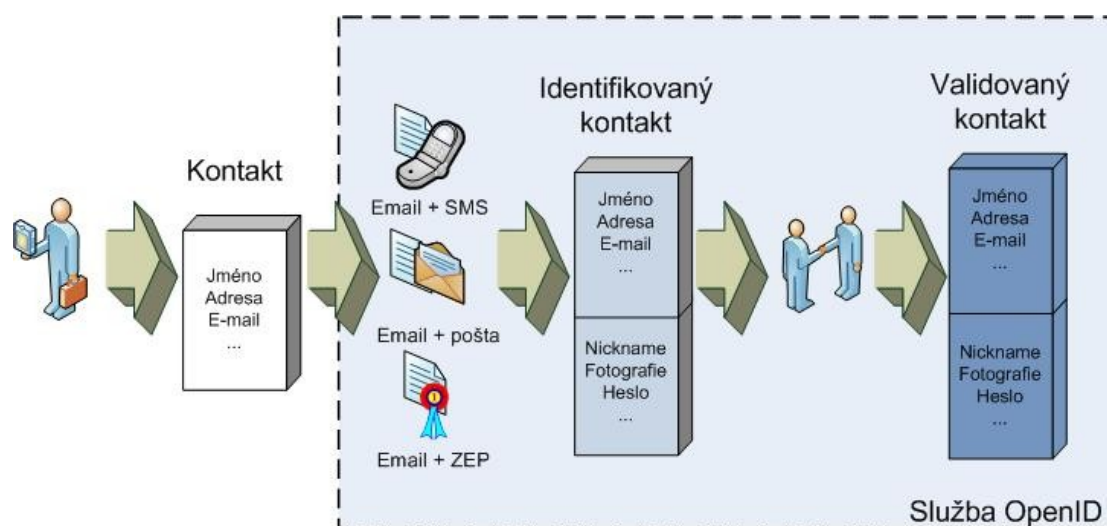 Kontakt
Jméno
Adresa
E-mail
...
Email + SMS
Email + pošta
Email + ZEP
Identifikovaný
kontakt
Jméno
Adresa
E-mail
...
Nickname
Fotografie
Heslo
...
Validovaný
kontakt
Jméno
Adresa
E-mail
...
Nickname
Fotografie
Heslo
...
Služba OpenID